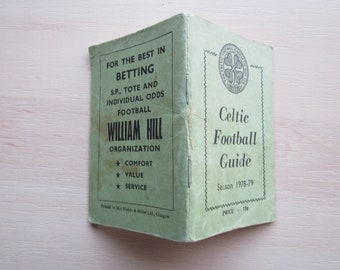 FOR THE BEST IN
BETTING
S.P., TOTE AND
INDIVIDUAL ODDS
FOOTBALL
WILLIAM HILL
ORGANIZATION
★ COMFORT
★ VALUE
★ SERVICE
Celtic
Football
Guide
Season 1978-79
PRICE - 15p